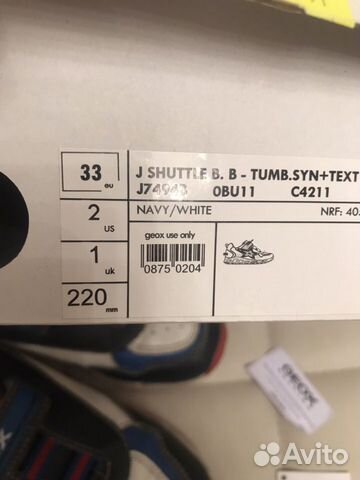 33 eu
J SHUTTLE B. B - TUMB.SYN+TEXT
J7494B 0BU11 C4211
2 US
NAVY/WHITE NRF: 40.
1 uk
geox use only
0875 0204
220 mm
GEOX
X
Avito